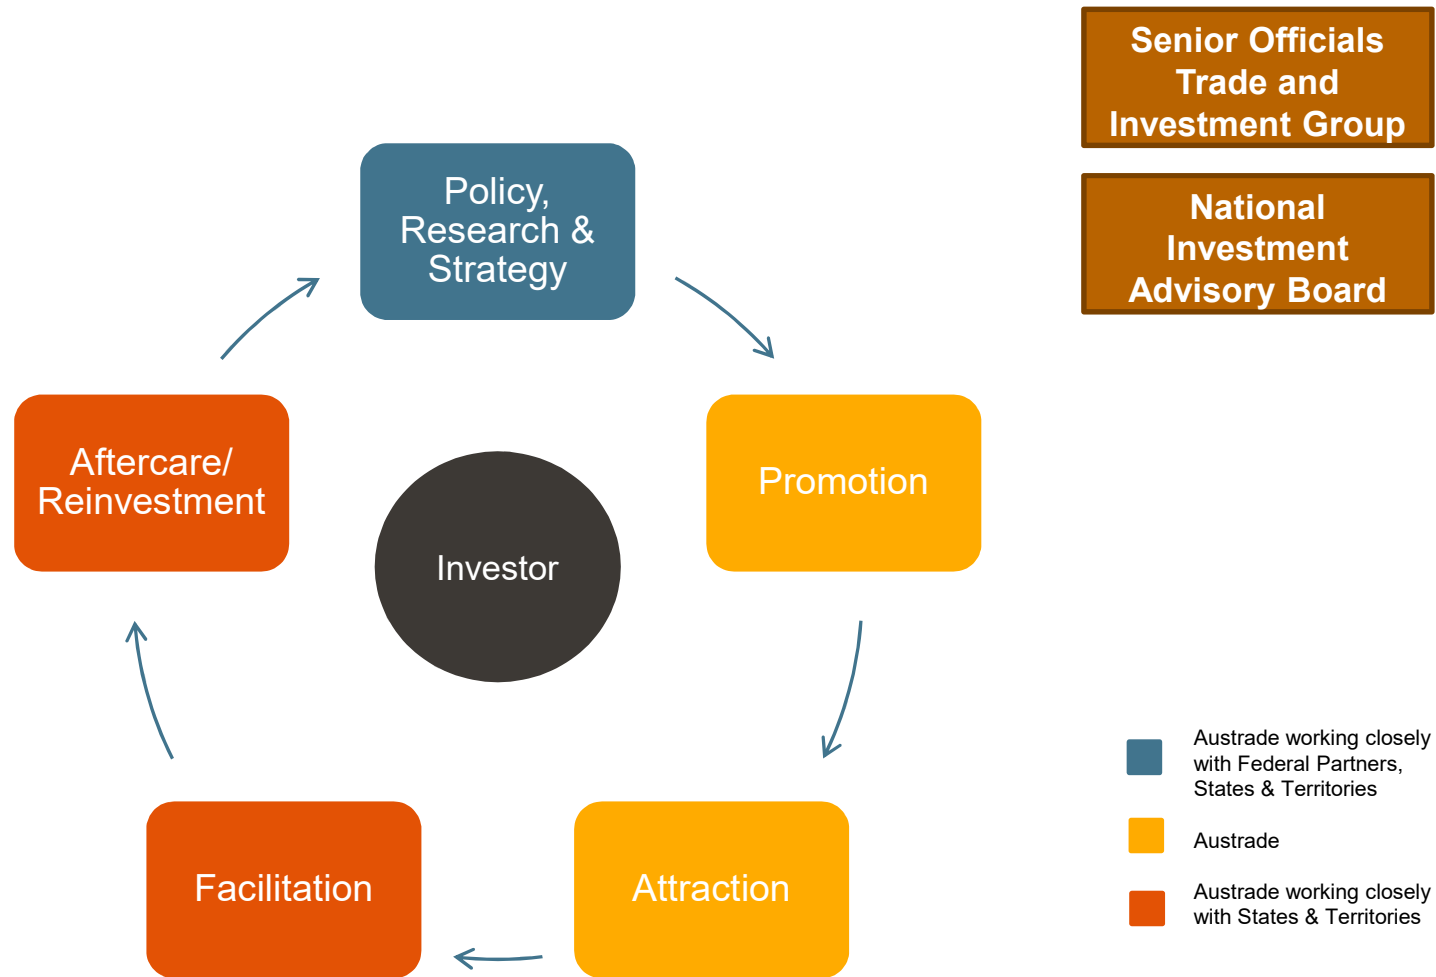 Senior Officials
Trade and
Investment Group
National
Investment
Advisory Board
Policy,
Research &
Strategy
Promotion
Attraction
Facilitation
Aftercare/
Reinvestment
Investor
Austrade working closely
with Federal Partners,
States & Territories
Austrade
Austrade working closely
with States & Territories